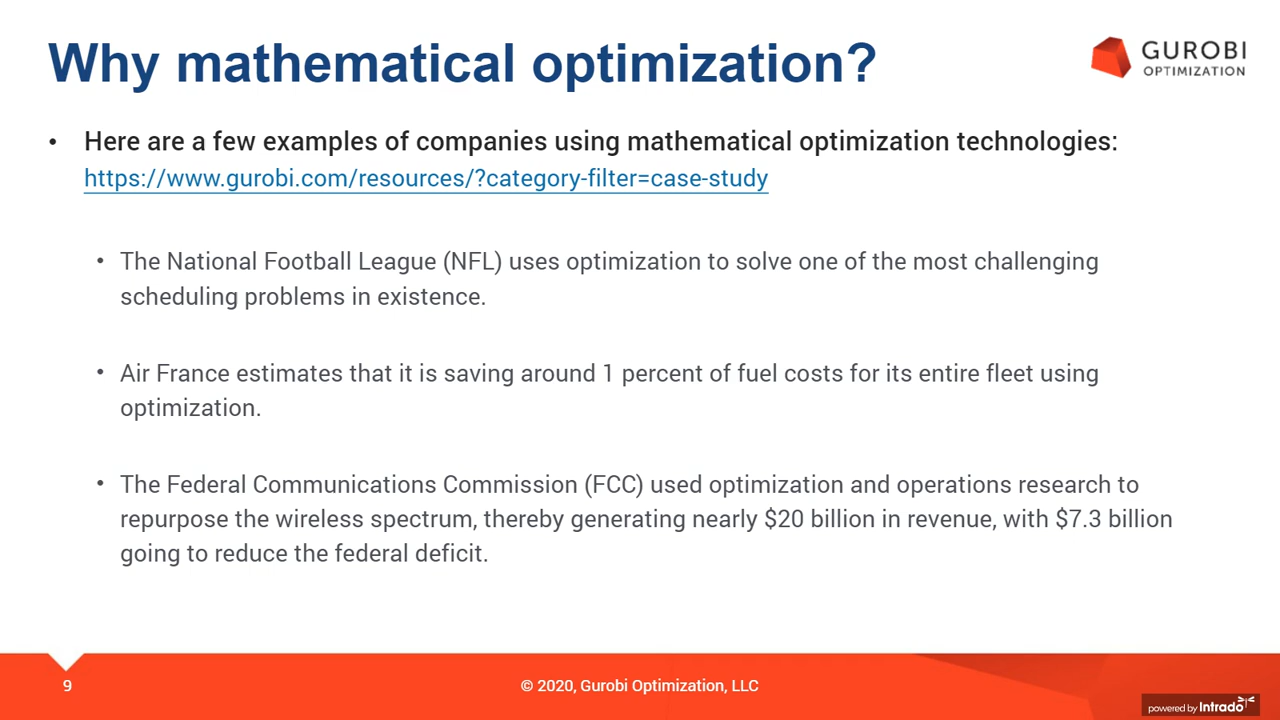 Why mathematical optimization?
GUROBI
OPTIMIZATION
• Here are a few examples of companies using mathematical optimization technologies:
https://www.gurobi.com/resources/?category-filter=case-study
• The National Football League (NFL) uses optimization to solve one of the most challenging
scheduling problems in existence.
• Air France estimates that it is saving around 1 percent of fuel costs for its entire fleet using
optimization.
• The Federal Communications Commission (FCC) used optimization and operations research to
repurpose the wireless spectrum, thereby generating nearly $20 billion in revenue, with $7.3 billion
going to reduce the federal deficit.
9
© 2020, Gurobi Optimization, LLC
powered by Intrado